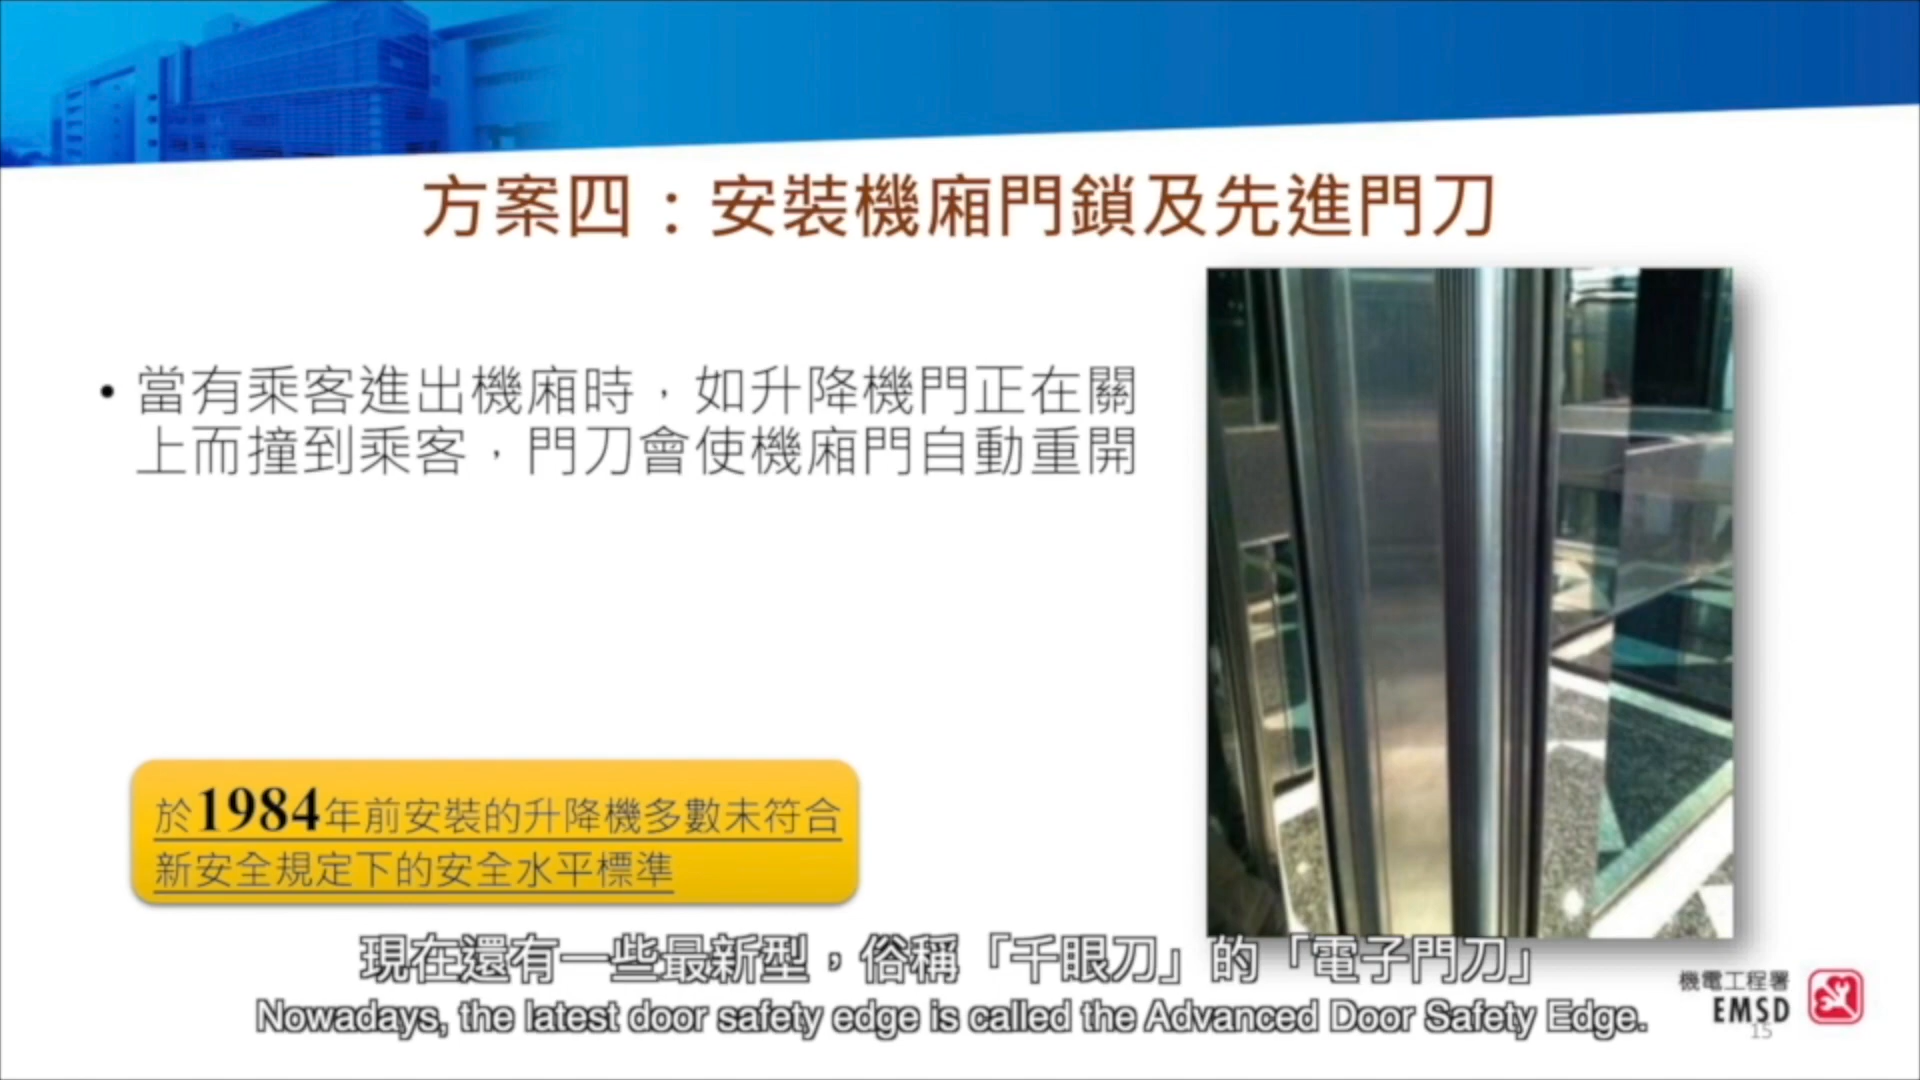 方案四：安裝機廂門鎖及先進門刀
• 當有乘客進出機廂時，如升降機門正在關
上而撞到乘客，門刀會使機廂門自動重開
於1984年前安裝的升降機多數未符合
新安全規定下的安全水平標準
現在還有一些最新型，俗稱「千眼刀」的「電子門刀」
Nowadays, the latest door safety edge is called the Advanced Door Safety Edge.
機電工程署
EMSD
15